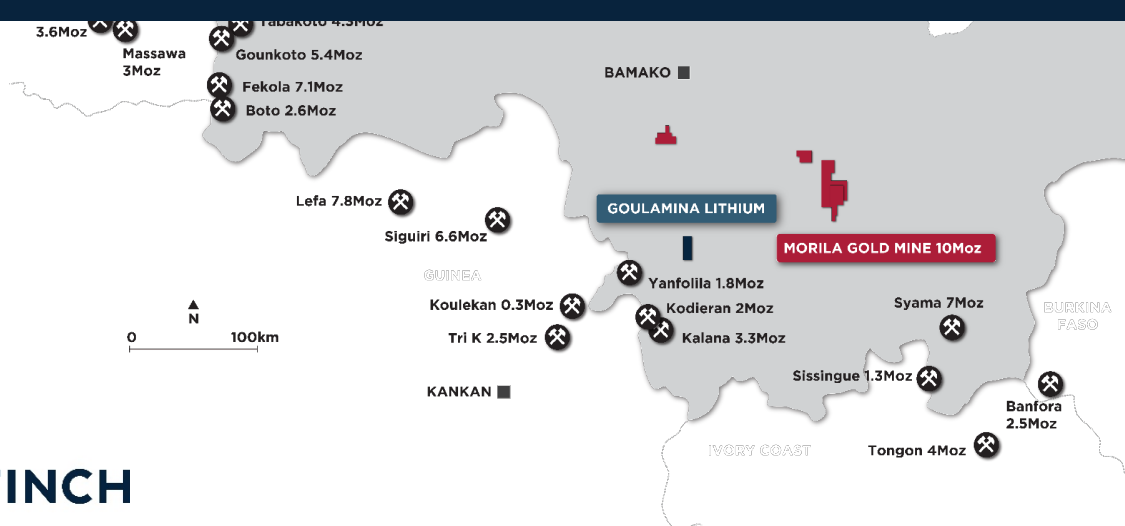 3.6Moz
Tabakoto 4.3Moz
Massawa
3Moz
Gounkoto 5.4Moz
BAMAKO
Fekola 7.1Moz
Boto 2.6Moz
Lefa 7.8Moz
GOULAMINA LITHIUM
Siguiri 6.6Moz
MORILA GOLD MINE 10Moz
GUINEA
Yanfolila 1.8Moz
Koulekan 0.3Moz
Kodieran 2Moz
Syama 7Moz
BURKINA
FASO
N
0 100km
Tri K 2.5Moz
Kalana 3.3Moz
Sissingue 1.3Moz
KANKAN
Banfora
2.5Moz
IVORY COAST
Tongon 4Moz
INCH